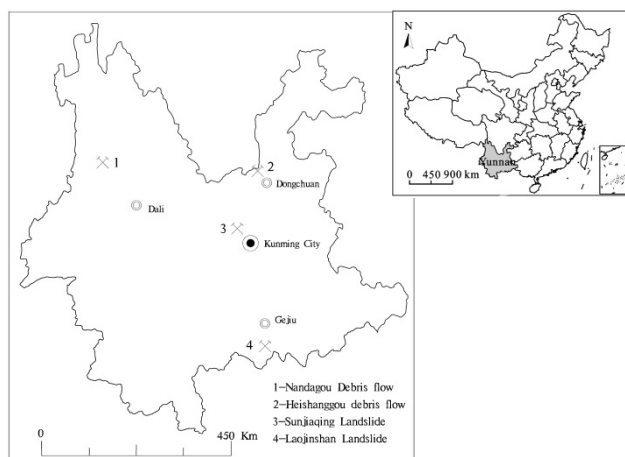 1
2
Dongchuan
Dali
3
Kunming City
Gejiu
4
1—Nandagou Debris flow
2—Heishanggou debris flow
3—Sunjiaqing Landslide
4—Laojinshan Landslide
0
450 Km
N
Yunnan
0 450 900 km